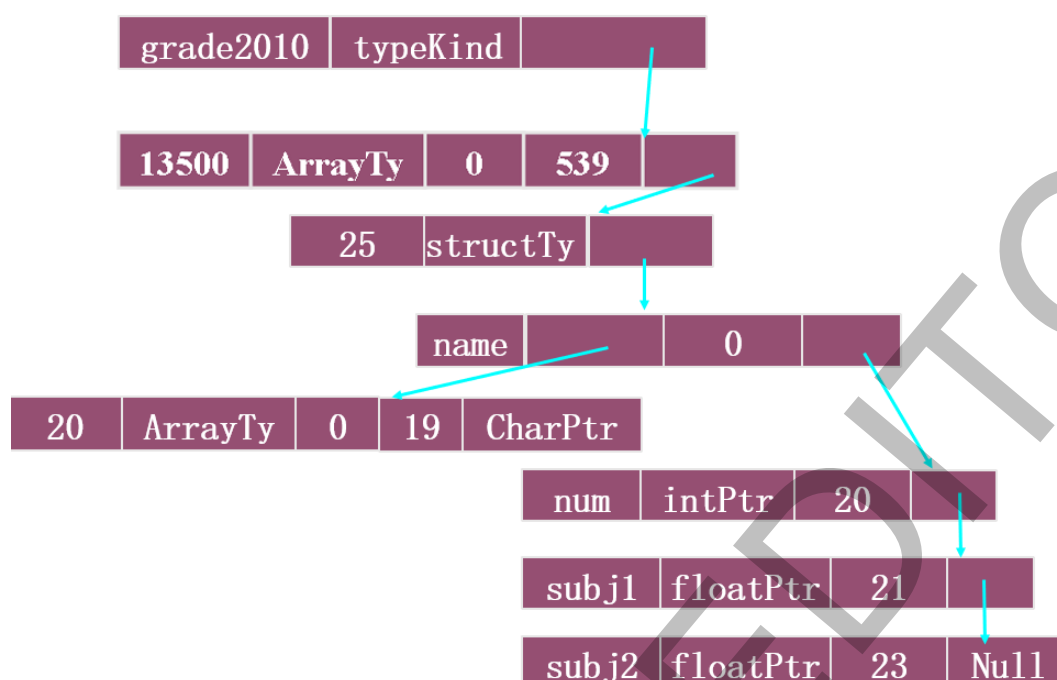 grade2010 typeKind
13500 ArrayTy 0 539
25 structTy
name 0
20 ArrayTy 0 19 CharPtr
num intPtr 20
subj1 floatPtr 21
subj2 floatPtr 23 Null